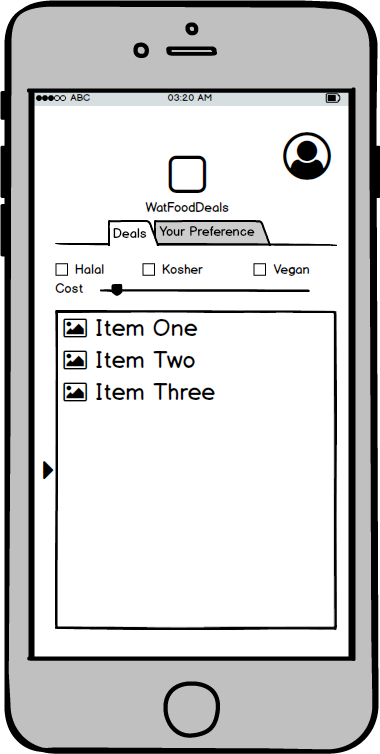 ABC 03:20 AM
WatFoodDeals
Deals Your Preference
Halal Kosher Vegan
Cost
Item One
Item Two
Item Three